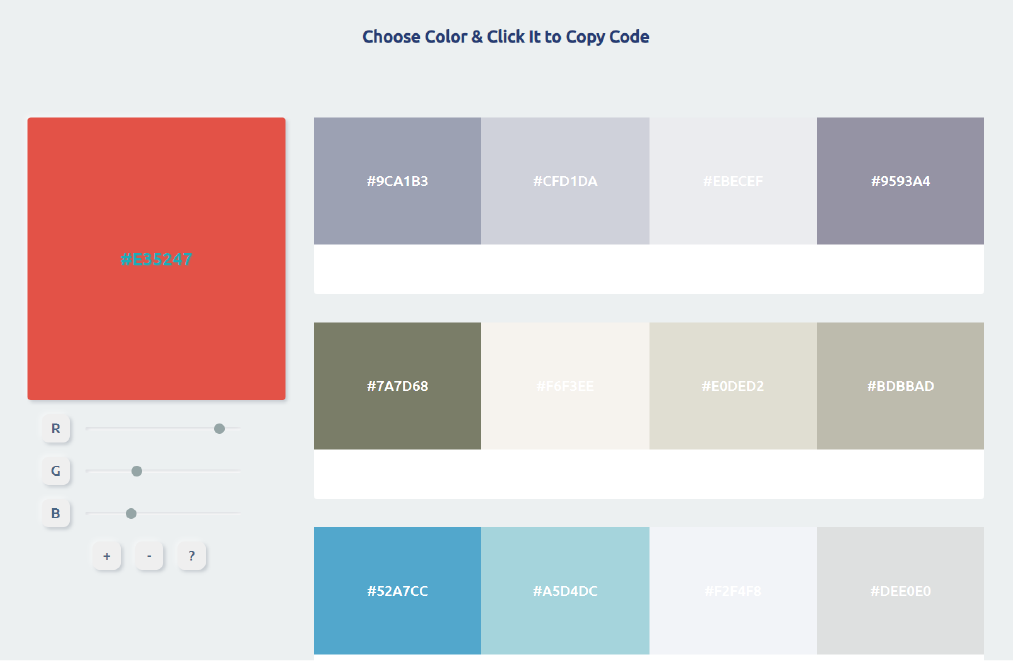 Choose Color & Click It to Copy Code
#E35247
R
G
B
+ - ?
#9CA1B3 #CFD1DA #EBECEF #9593A4
#7A7D68 #F6F3EE #E0DED2 #BDBBAD
#52A7CC #A5D4DC #F2F4F8 #DEE0E0